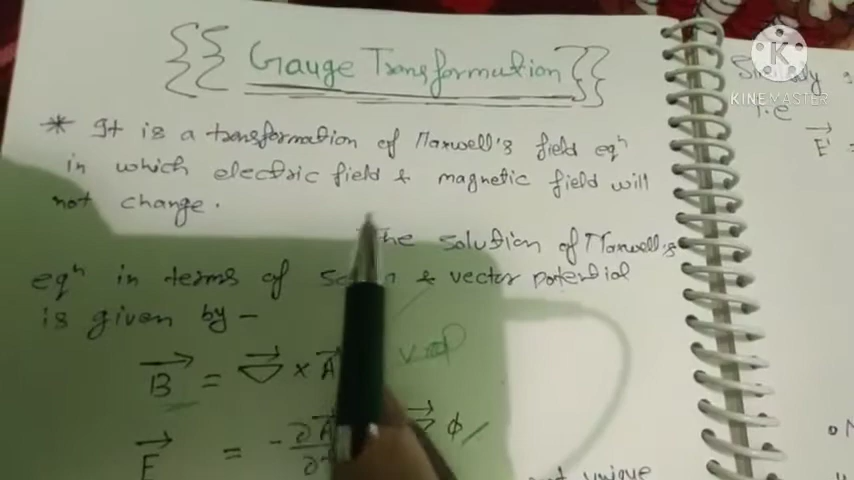 {{ Gauge Transformation }}
* It is a transformation of Maxwell's field eqⁿ
in which electric field & magnetic field will
not change.
The solution of Maxwell's
eqⁿ in terms of & vector potential
is given by -
B⃗ = ∇⃗ × A⃗
E⃗ = - ∂A⃗ ϕ
unique
i.e
E⃗'
KINEMASTER